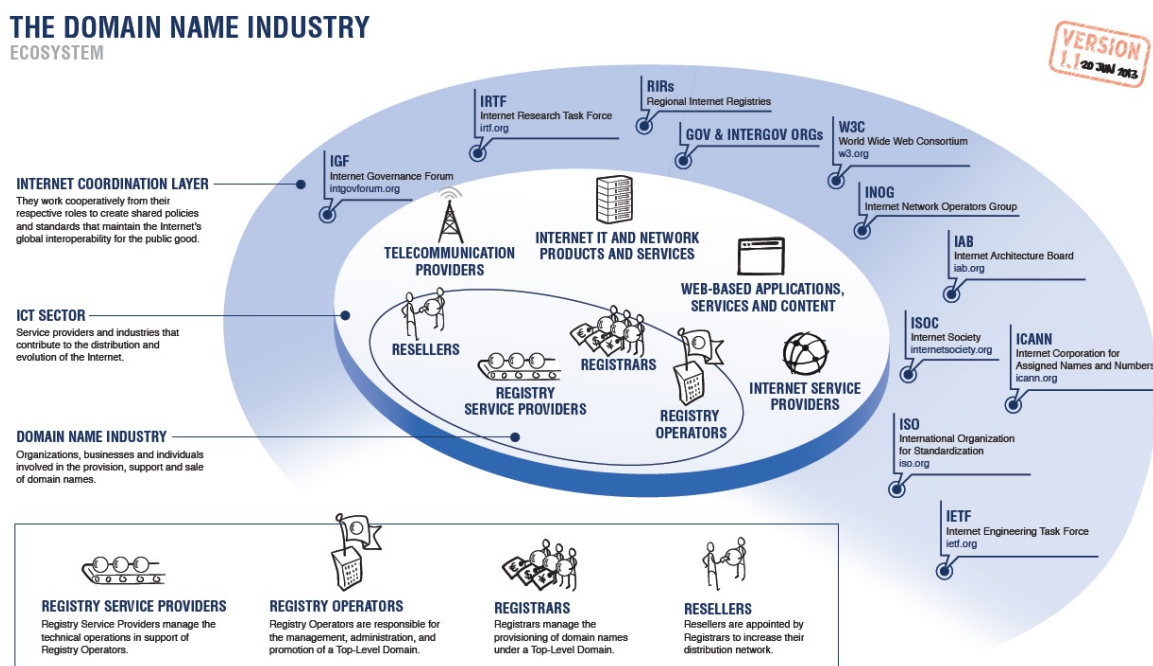 THE DOMAIN NAME INDUSTRY
ECOSYSTEM
VERSION
1.1 20 JUN 2013
IRTF
Internet Research Task Force
irtf.org
RIRs
Regional Internet Registries
GOV & INTERGOV ORGs
W3C
World Wide Web Consortium
w3.org
IGF
Internet Governance Forum
intgovforum.org
INOG
Internet Network Operators Group
IAB
Internet Architecture Board
iab.org
ISOC
Internet Society
internetsociety.org
ICANN
Internet Corporation for
Assigned Names and Numbers
icann.org
ISO
International Organization
for Standardization
iso.org
IETF
Internet Engineering Task Force
ietf.org
INTERNET COORDINATION LAYER
They work cooperatively from their
respective roles to create shared policies
and standards that maintain the Internet's
global interoperability for the public good.
ICT SECTOR
Service providers and industries that
contribute to the distribution and
evolution of the Internet.
DOMAIN NAME INDUSTRY
Organizations, businesses and individuals
involved in the provision, support and sale
of domain names.
TELECOMMUNICATION
PROVIDERS
INTERNET IT AND NETWORK
PRODUCTS AND SERVICES
WEB-BASED APPLICATIONS,
SERVICES AND CONTENT
RESELLERS
€
$
¥
REGISTRARS
REGISTRY
SERVICE PROVIDERS
REGISTRY
OPERATORS
INTERNET SERVICE
PROVIDERS
REGISTRY SERVICE PROVIDERS
Registry Service Providers manage the
technical operations in support of
Registry Operators.
REGISTRY OPERATORS
Registry Operators are responsible for
the management, administration, and
promotion of a Top-Level Domain.
€
$
¥
REGISTRARS
Registrars manage the
provisioning of domain names
under a Top-Level Domain.
RESELLERS
Resellers are appointed by
Registrars to increase their
distribution network.